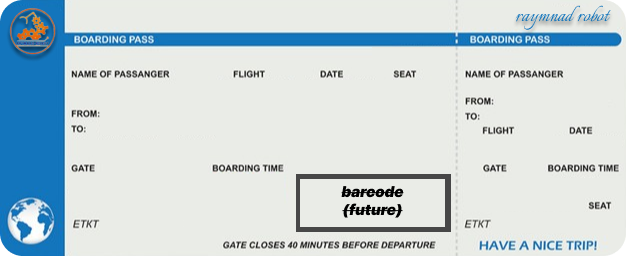 raymnad robot
BOARDING PASS
BOARDING PASS
NAME OF PASSANGER FLIGHT DATE SEAT
FROM:
TO:
GATE BOARDING TIME
barcode
(future)
ETKT
GATE CLOSES 40 MINUTES BEFORE DEPARTURE
NAME OF PASSANGER
FROM:
TO:
FLIGHT DATE
GATE BOARDING TIME
SEAT
ETKT
HAVE A NICE TRIP!